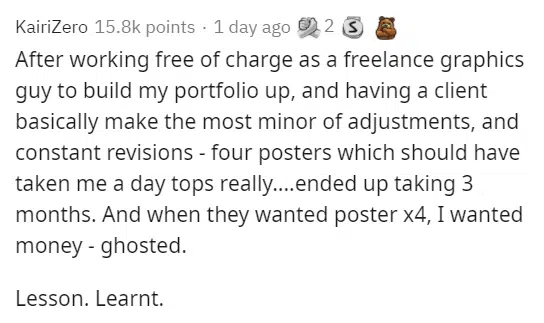 KairiZero 15.8k points · 1 day ago 2 S
After working free of charge as a freelance graphics
guy to build my portfolio up, and having a client
basically make the most minor of adjustments, and
constant revisions - four posters which should have
taken me a day tops really....ended up taking 3
months. And when they wanted poster x4, I wanted
money - ghosted.
Lesson. Learnt.